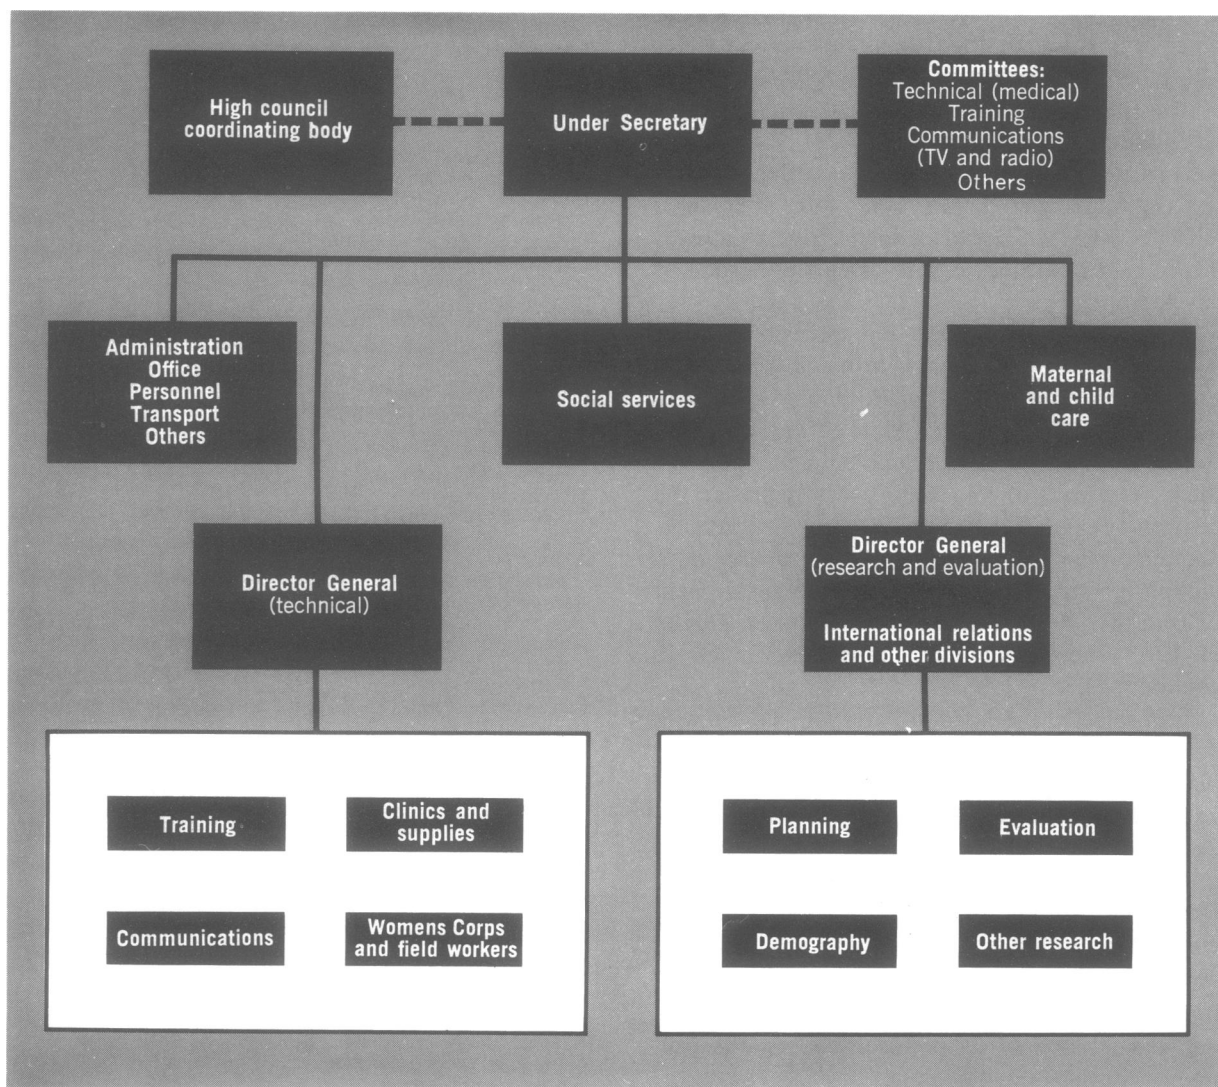 High council
coordinating body
Under Secretary
Committees:
Technical (medical)
Training
Communications
(TV and radio)
Others
Administration
Office
Personnel
Transport
Others
Social services
Maternal
and child
care
Director General
(technical)
Director General
(research and evaluation)
International relations
and other divisions
Training
Clinics and
supplies
Communications
Womens Corps
and field workers
Planning
Evaluation
Demography
Other research